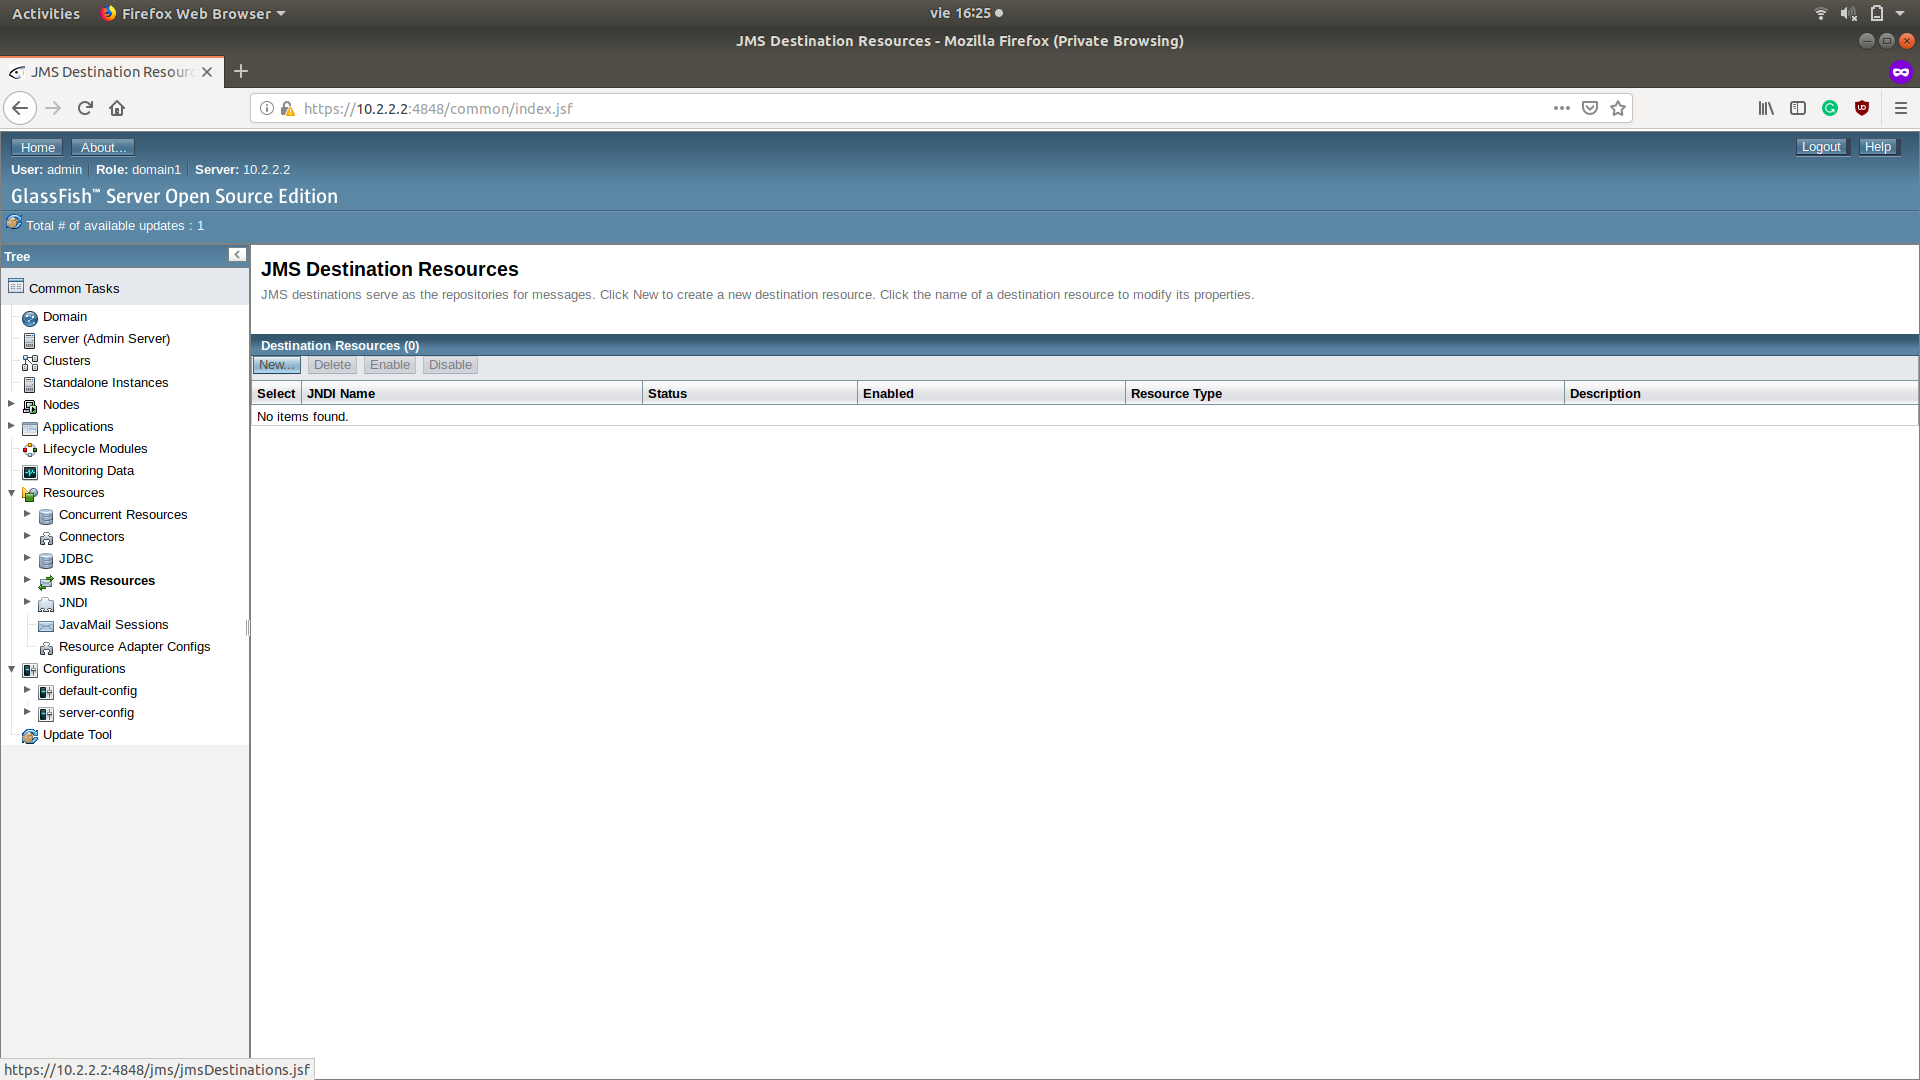 Activities Firefox Web Browser vie 16:25
JMS Destination Resources - Mozilla Firefox (Private Browsing)
JMS Destination Resourc
https://10.2.2.2:4848/common/index.jsf
Home About... Logout Help
User: admin Role: domain1 Server: 10.2.2.2
GlassFish™ Server Open Source Edition
Total # of available updates : 1
Tree
Common Tasks
Domain
server (Admin Server)
Clusters
Standalone Instances
Nodes
Applications
Lifecycle Modules
Monitoring Data
Resources
Concurrent Resources
Connectors
JDBC
JMS Resources
JNDI
JavaMail Sessions
Resource Adapter Configs
Configurations
default-config
server-config
Update Tool
JMS Destination Resources
JMS destinations serve as the repositories for messages. Click New to create a new destination resource. Click the name of a destination resource to modify its properties.
Destination Resources (0)
New... Delete Enable Disable
Select JNDI Name Status Enabled Resource Type Description
No items found.
https://10.2.2.2:4848/jms/jmsDestinations.jsf